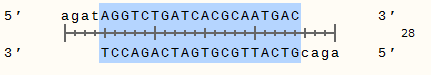 5’ agatAGGTCTGATCACGCAATGAC 3’
28
3’ TCCAGACTAGTGCGTTACTGcaga 5’